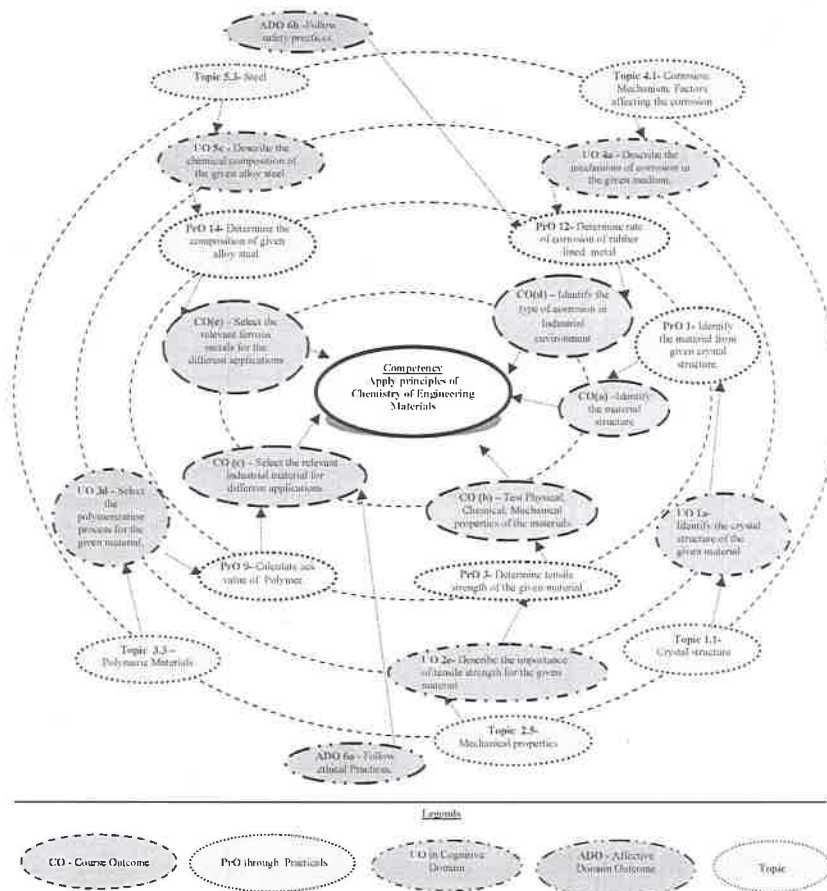 ADO 6b -Follow
safety practices.
Topic 5.3- Steel
Topic 4.1- Corrosion:
Mechanism, Factors
affecting the corrosion
UO 5c - Describe the
chemical composition of
the given alloy steel
UO 4a - Describe the
mechanism of corrosion in
the given medium.
PrO 14- Determine the
composition of given
alloy steel
PrO 12- Determine rate
of corrosion of rubber
lined metal
CO(e) – Select the
relevant ferrous
metals for the
different applications
CO(d) – Identify the
type of corrosion in
Industrial
environment
PrO 1- Identify
the material from
given crystal
structure.
Competency
Apply principles of
Chemistry of Engineering
Materials
CO(a) –Identify
the material
structure
CO (c) – Select the relevant
industrial material for
different applications
UO 3d – Select
the
polymerization
process for the
given material.
CO (b) – Test Physical,
Chemical, Mechanical
properties of the materials
UO 1a-
Identify the crystal
structure of the
given material
PrO 9- Calculate
value of Polymer
PrO 3- Determine tensile
strength of the given material
Topic 3.3 –
Polymeric Materials
Topic 1.1-
Crystal structure
UO 2e- Describe the importance
of tensile strength for the given
material
Topic 2.5-
Mechanical properties
ADO 6a - Follow
ethical Practices.
Legends
CO - Course Outcome
PrO through Practicals
UO in Cognitive
Domain
ADO - Affective
Domain Outcome
Topic